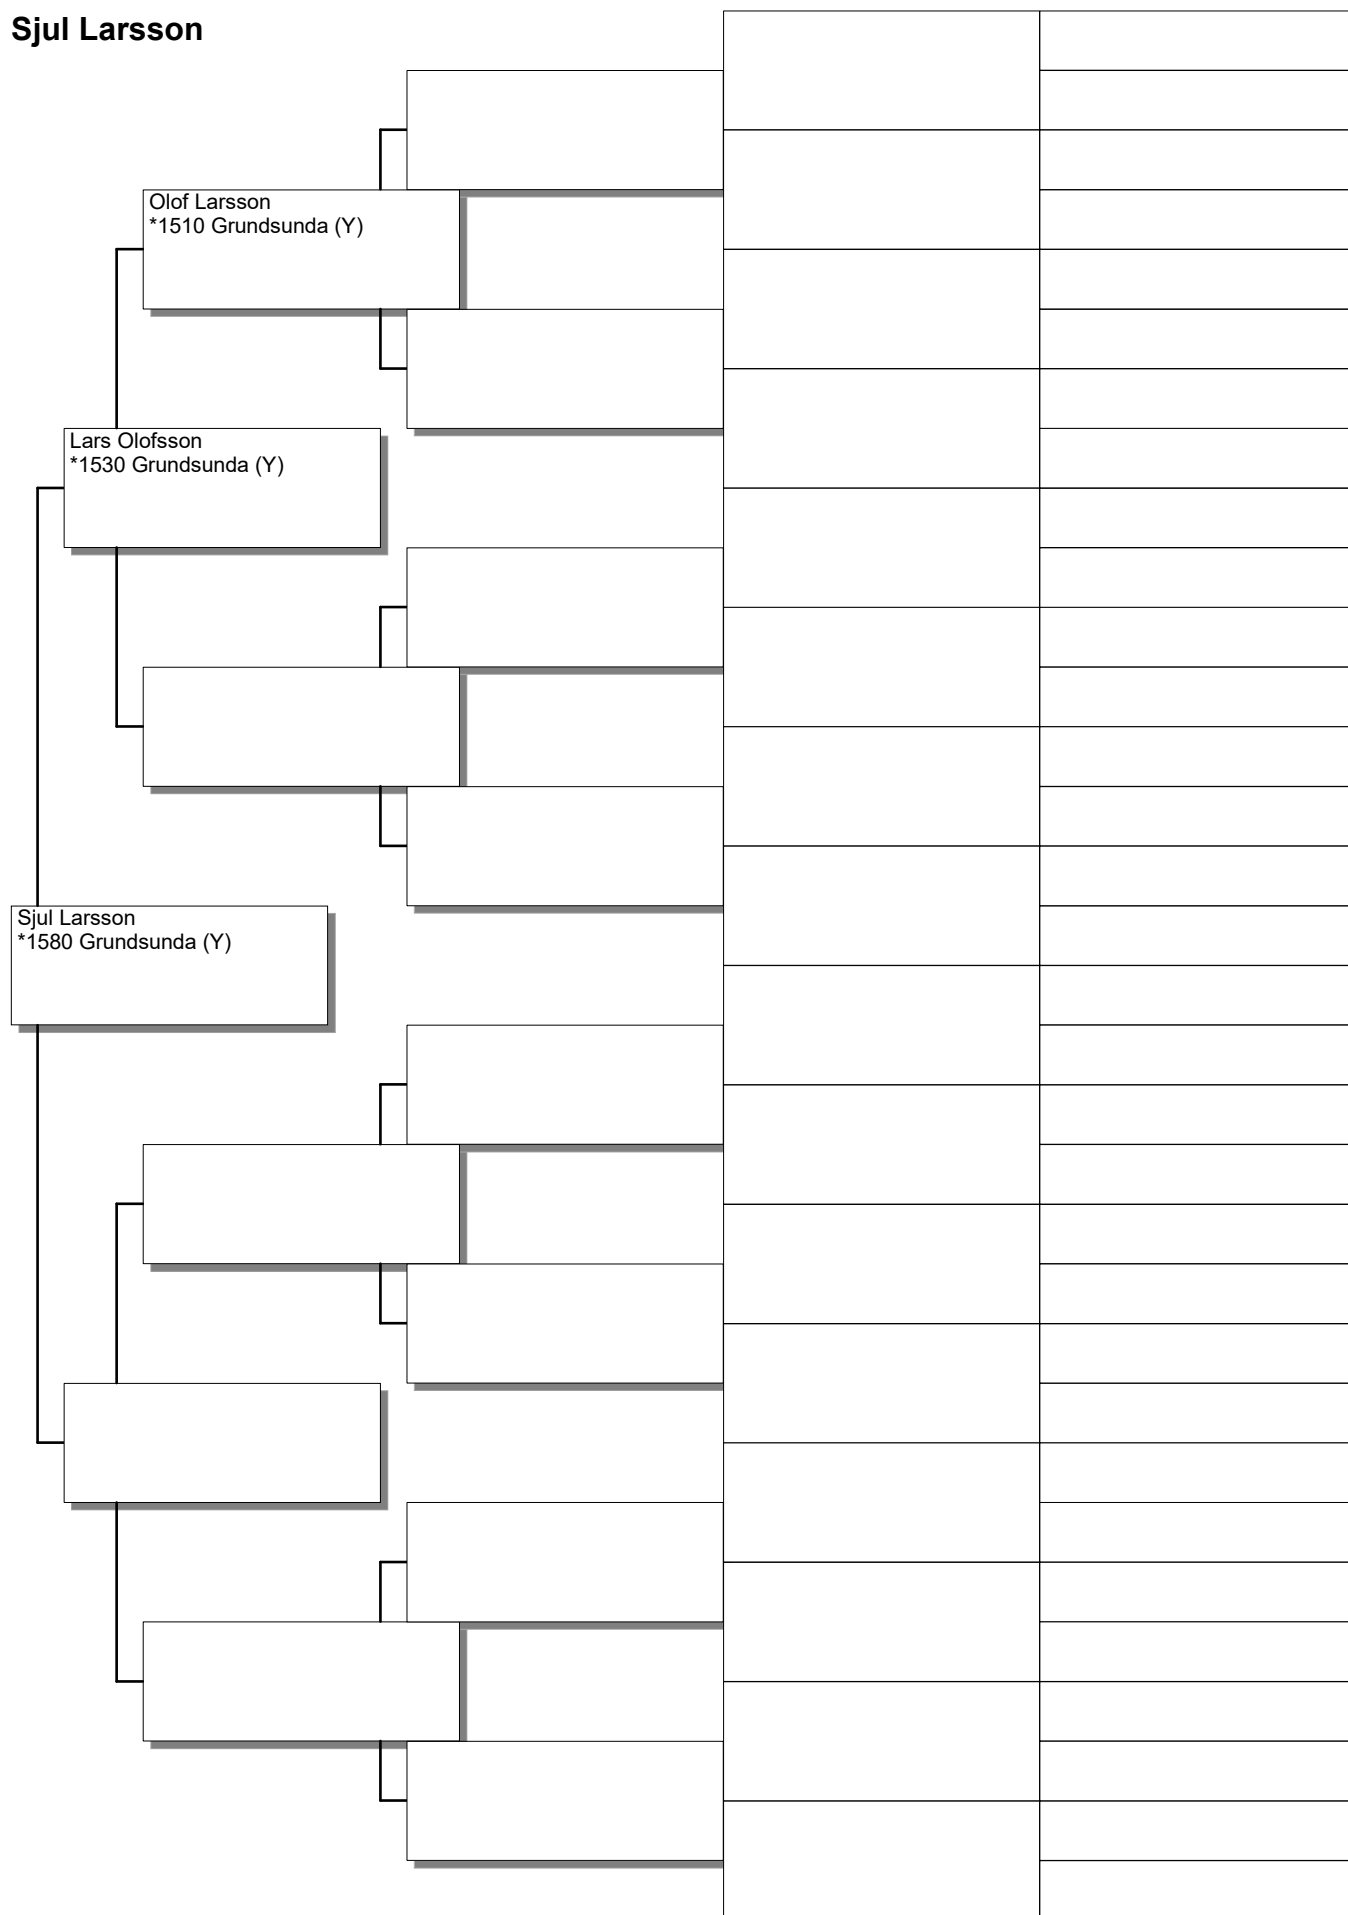 Sjul Larsson
Olof Larsson
*1510 Grundsunda (Y)
Lars Olofsson
*1530 Grundsunda (Y)
Sjul Larsson
*1580 Grundsunda (Y)